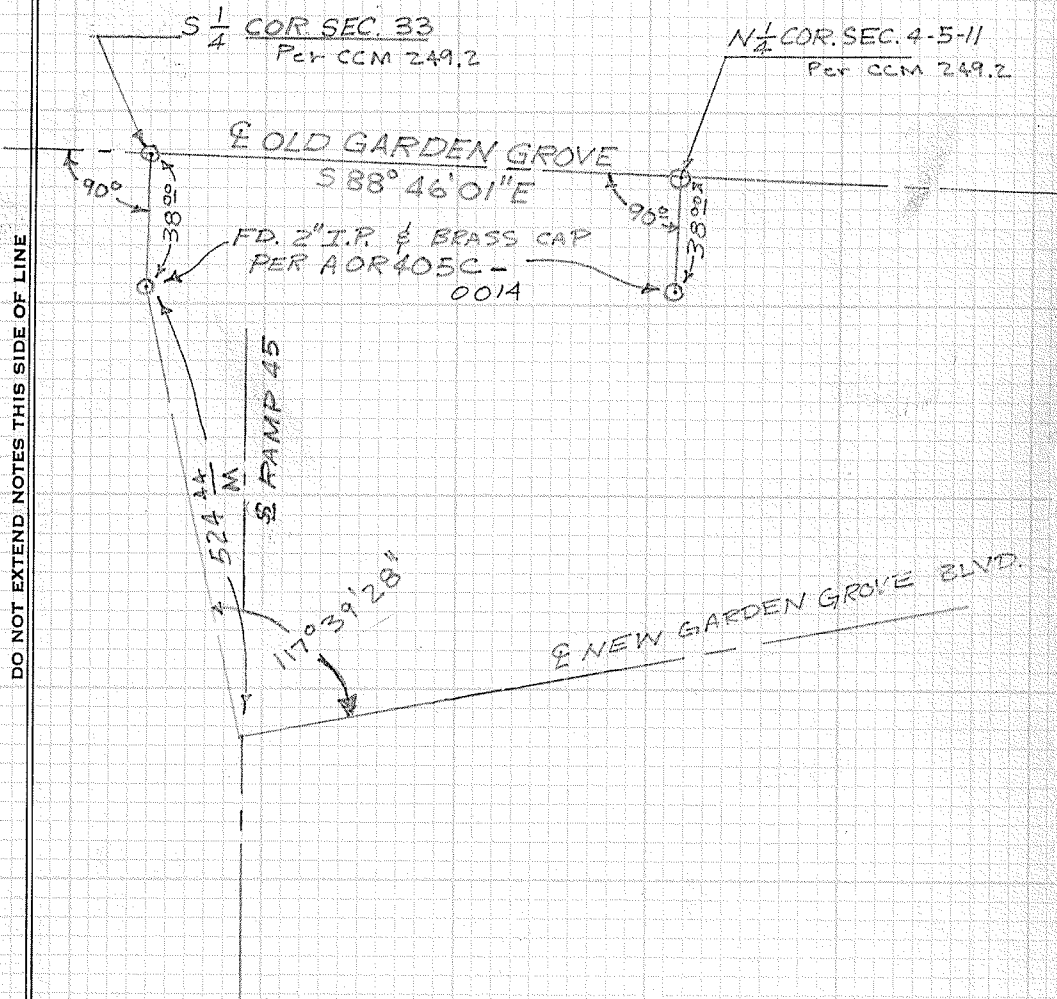 S 1/4 COR. SEC. 33
Per CCM 249.2
N 1/4 COR. SEC. 4-5-11
Per CCM 249.2
℄ OLD GARDEN GROVE
S 88° 46' 01" E
90°
38.00
90°
38.00
FD. 2" I.P. & BRASS CAP
PER AOR 405C-
0014
RAMP 45
524.44 M
117° 39' 28"
℄ NEW GARDEN GROVE BLVD.
DO NOT EXTEND NOTES THIS SIDE OF LINE